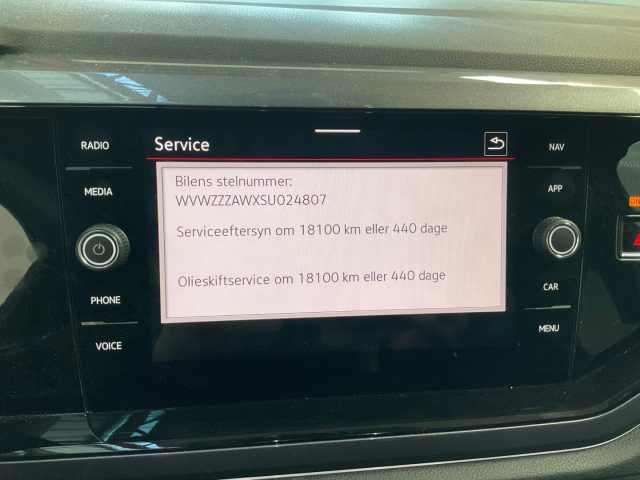 RADIO
MEDIA
PHONE
VOICE
Service
Bilens stelnummer:
WVWZZZAWXSU024807
Serviceeftersyn om 18100 km eller 440 dage
Olieskiftservice om 18100 km eller 440 dage
NAV
APP
CAR
MENU